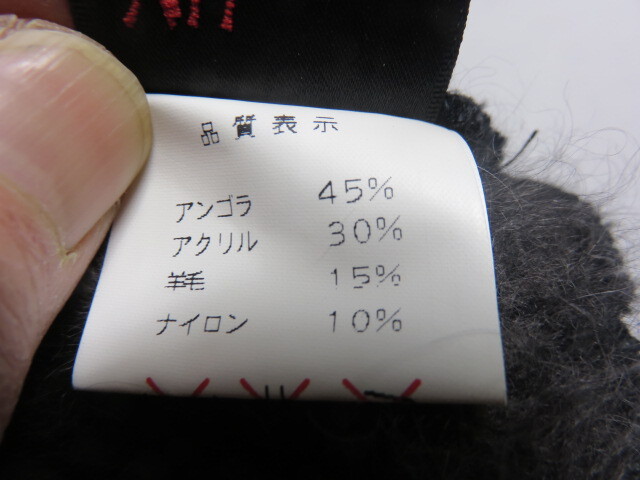 品質表示
アンゴラ 45%
アクリル 30%
羊毛 15%
ナイロン 10%